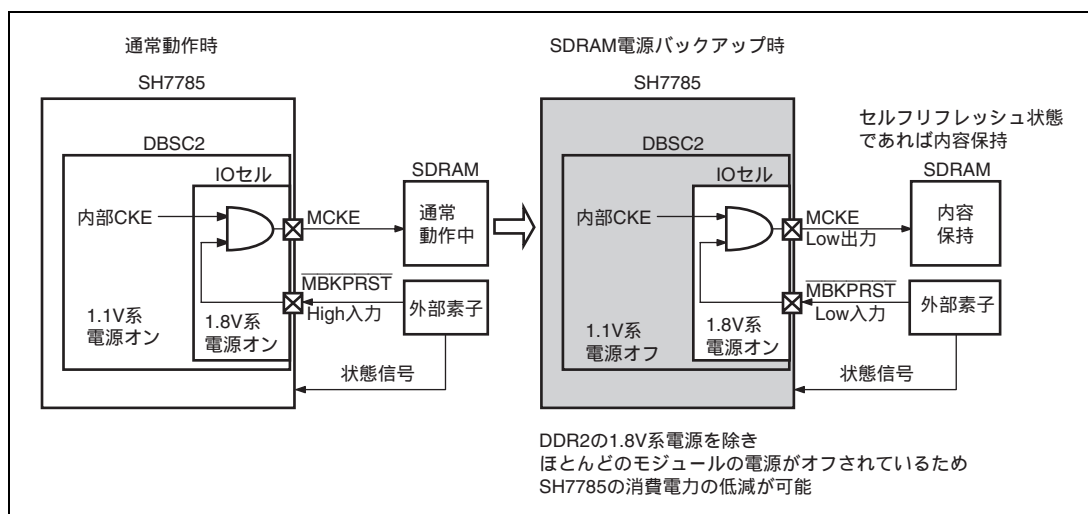 通常動作時
SH7785
DBSC2
IOセル
内部CKE
MCKE
SDRAM
通常
動作中
MBKPRST
High入力
外部素子
1.1V系
電源オン
1.8V系
電源オン
状態信号
SDRAM電源バックアップ時
SH7785
セルフリフレッシュ状態
であれば内容保持
DBSC2
IOセル
内部CKE
MCKE
Low出力
SDRAM
内容
保持
MBKPRST
Low入力
外部素子
1.1V系
電源オフ
1.8V系
電源オン
状態信号
DDR2の1.8V系電源を除き
ほとんどのモジュールの電源がオフされているため
SH7785の消費電力の低減が可能